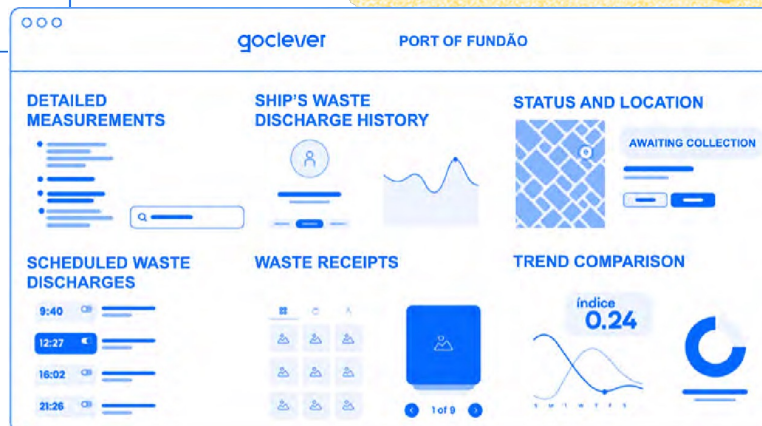 goclever
PORT OF FUNDÃO
DETAILED
MEASUREMENTS
SHIP'S WASTE
DISCHARGE HISTORY
STATUS AND LOCATION
AWAITING COLLECTION
SCHEDULED WASTE
DISCHARGES
9:40
12:27
16:02
21:26
WASTE RECEIPTS
1 of 9
TREND COMPARISON
índice
0.24
S M T W T F S